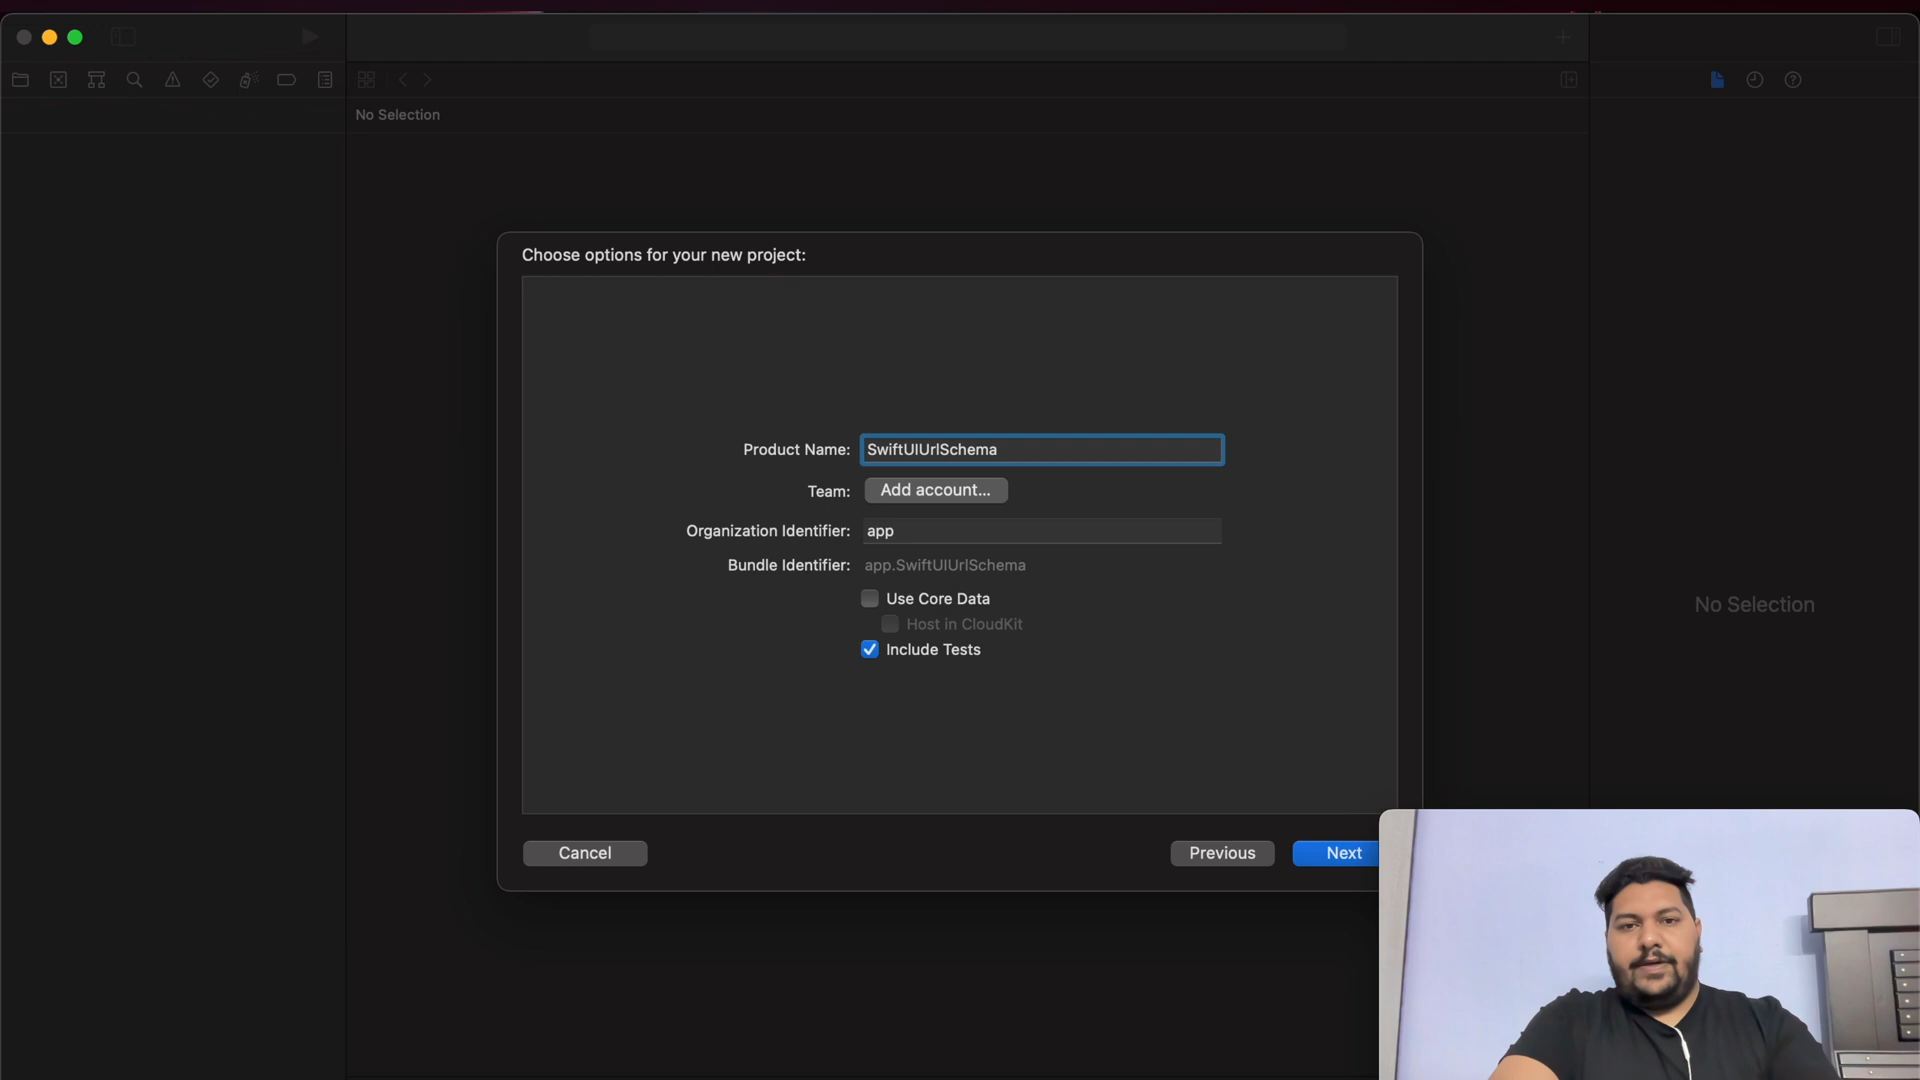 No Selection
Choose options for your new project:
Product Name: SwiftUIUrlSchema
Team: Add account...
Organization Identifier: app
Bundle Identifier: app.SwiftUIUrlSchema
Use Core Data
Host in CloudKit
Include Tests
No Selection
Cancel Previous Next